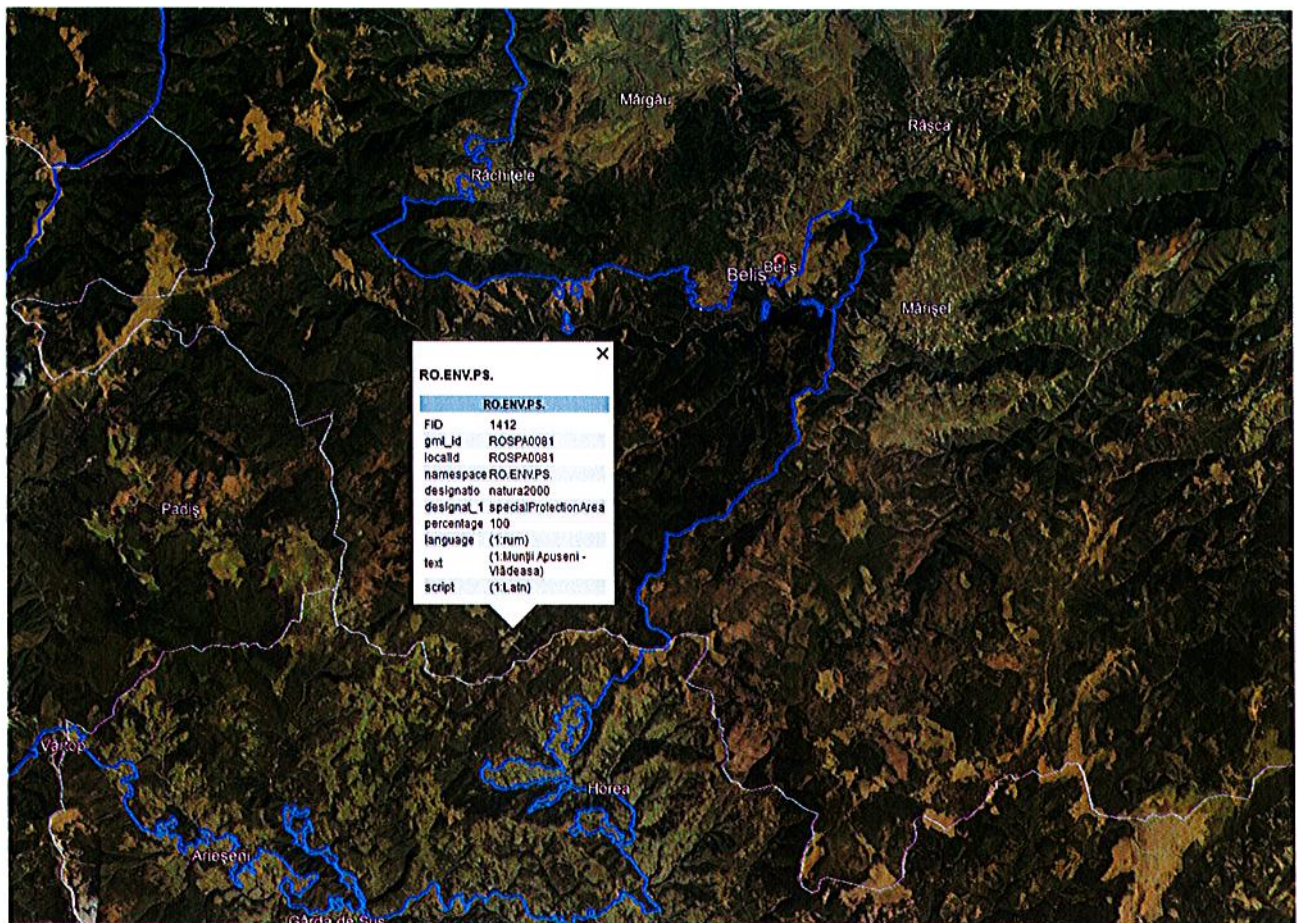 Mărgău
Râșca
Răchițele
Beliș
Beliș
Mărișel
RO.ENV.PS.
RO.ENV.PS.
FID 1412
gml_id ROSPA0081
localId ROSPA0081
namespace RO.ENV.PS.
designatio natura2000
designat_1 specialProtectionArea
percentage 100
language (1:rum)
text (1:Munții Apuseni -
Vlădeasa)
script (1:Latn)
Padiș
Vârtop
Horea
Arieșeni
Gârda de Sus